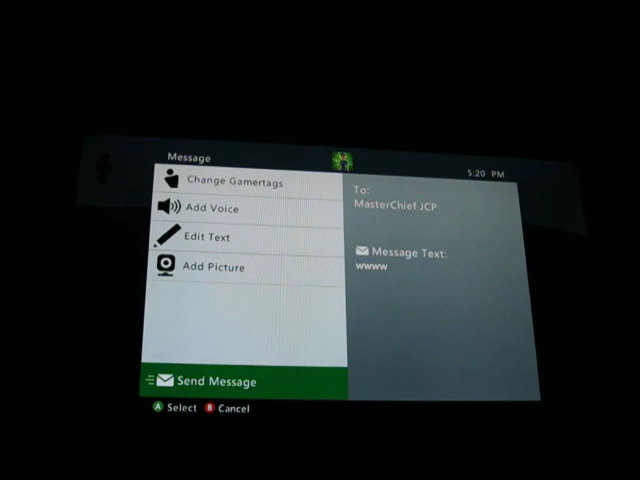 Message
5:20 PM
Change Gamertags
Add Voice
Edit Text
Add Picture
Send Message
To:
MasterChief JCP
Message Text:
wwww
A Select B Cancel